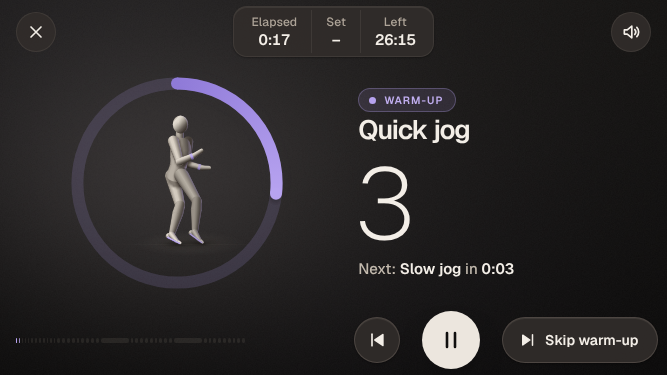 Elapsed
0:17
Set
–
Left
26:15
WARM-UP
Quick jog
3
Next: Slow jog in 0:03
Skip warm-up